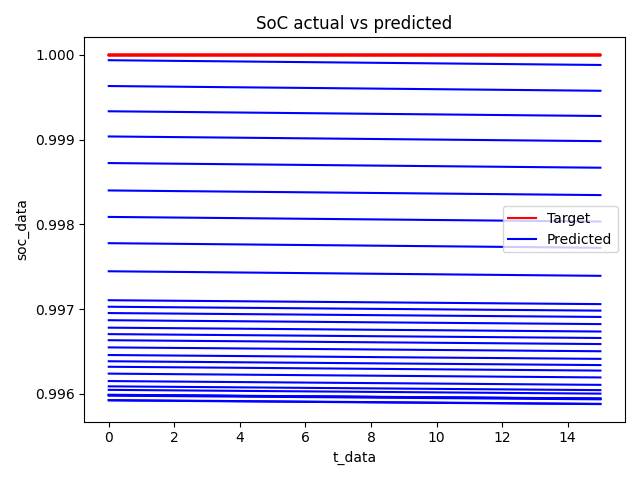 SoC actual vs predicted
1.000
0.999
0.998
0.997
0.996
soc_data
Target
Predicted
0 2 4 6 8 10 12 14
t_data